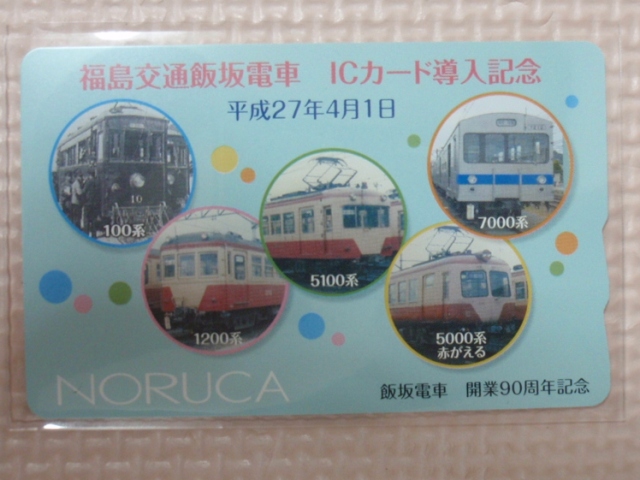 福島交通飯坂電車 ICカード導入記念
平成27年4月1日
10
100系
1200系
5100系
7000系
5000系
赤がえる
NORUCA
飯坂電車 開業90周年記念